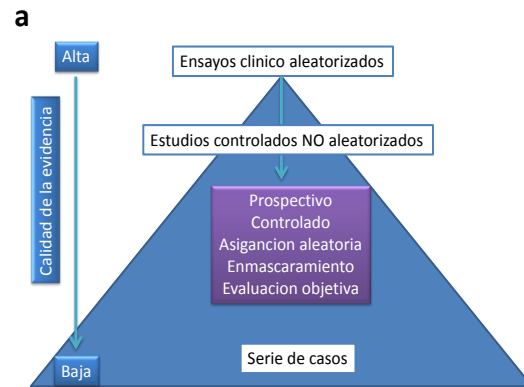 a
Alta
Ensayos clinico aleatorizados
Estudios controlados NO aleatorizados
Calidad de la evidencia
Prospectivo
Controlado
Asigancion aleatoria
Enmascaramiento
Evaluacion objetiva
Serie de casos
Baja